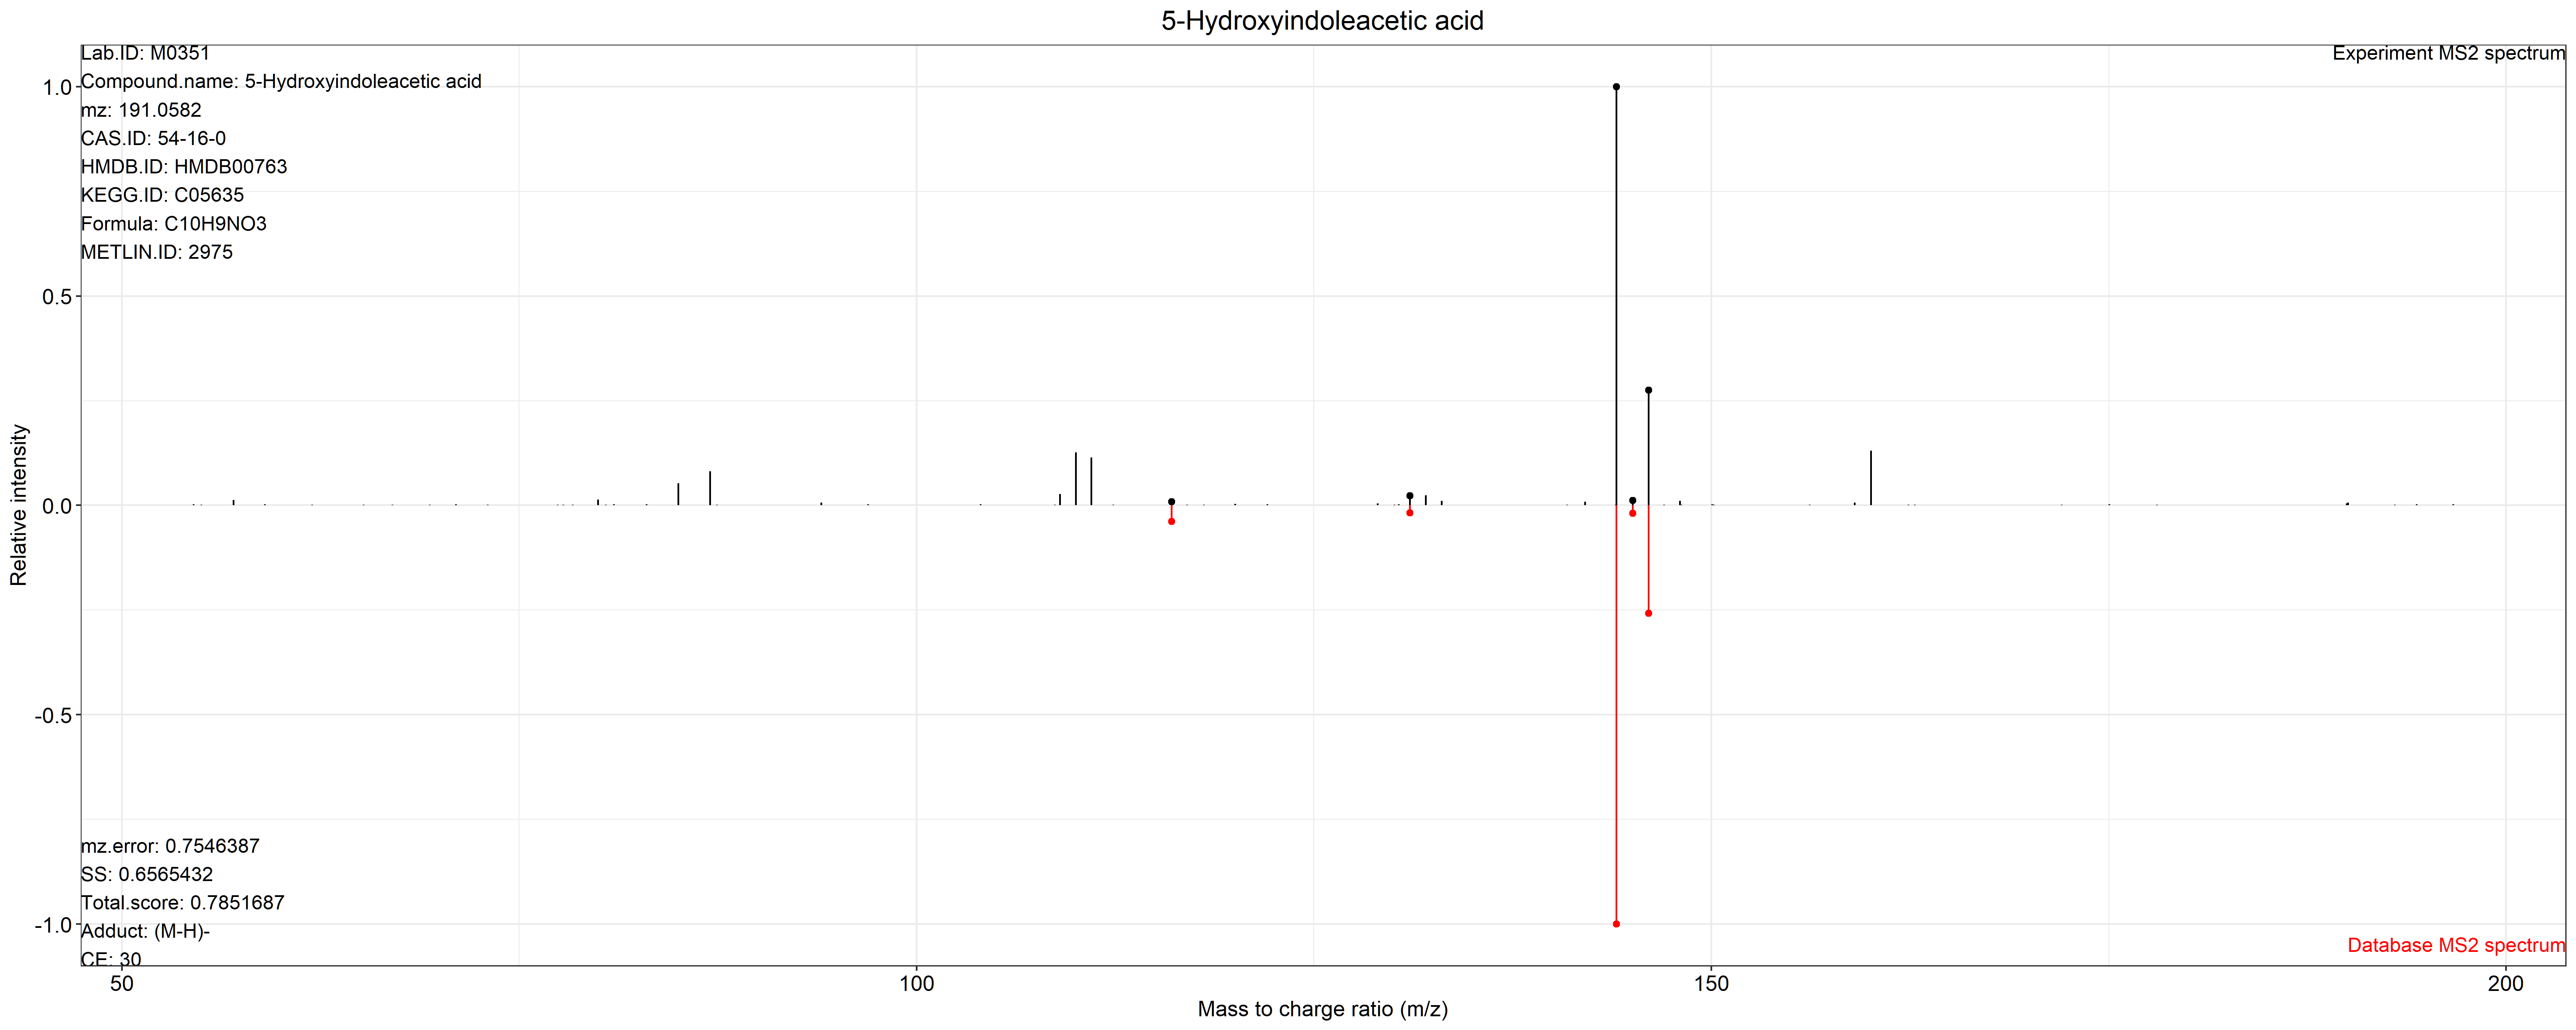 5-Hydroxyindoleacetic acid
Lab.ID: M0351
Experiment MS2 spectrum
Compound.name: 5-Hydroxyindoleacetic acid
mz: 191.0582
CAS.ID: 54-16-0
HMDB.ID: HMDB00763
KEGG.ID: C05635
Formula: C10H9NO3
METLIN.ID: 2975
1.0
0.5
0.0
-0.5
-1.0
Relative intensity
mz.error: 0.7546387
SS: 0.6565432
Total.score: 0.7851687
Adduct: (M-H)-
CE: 30
Database MS2 spectrum
50 100 150 200
Mass to charge ratio (m/z)